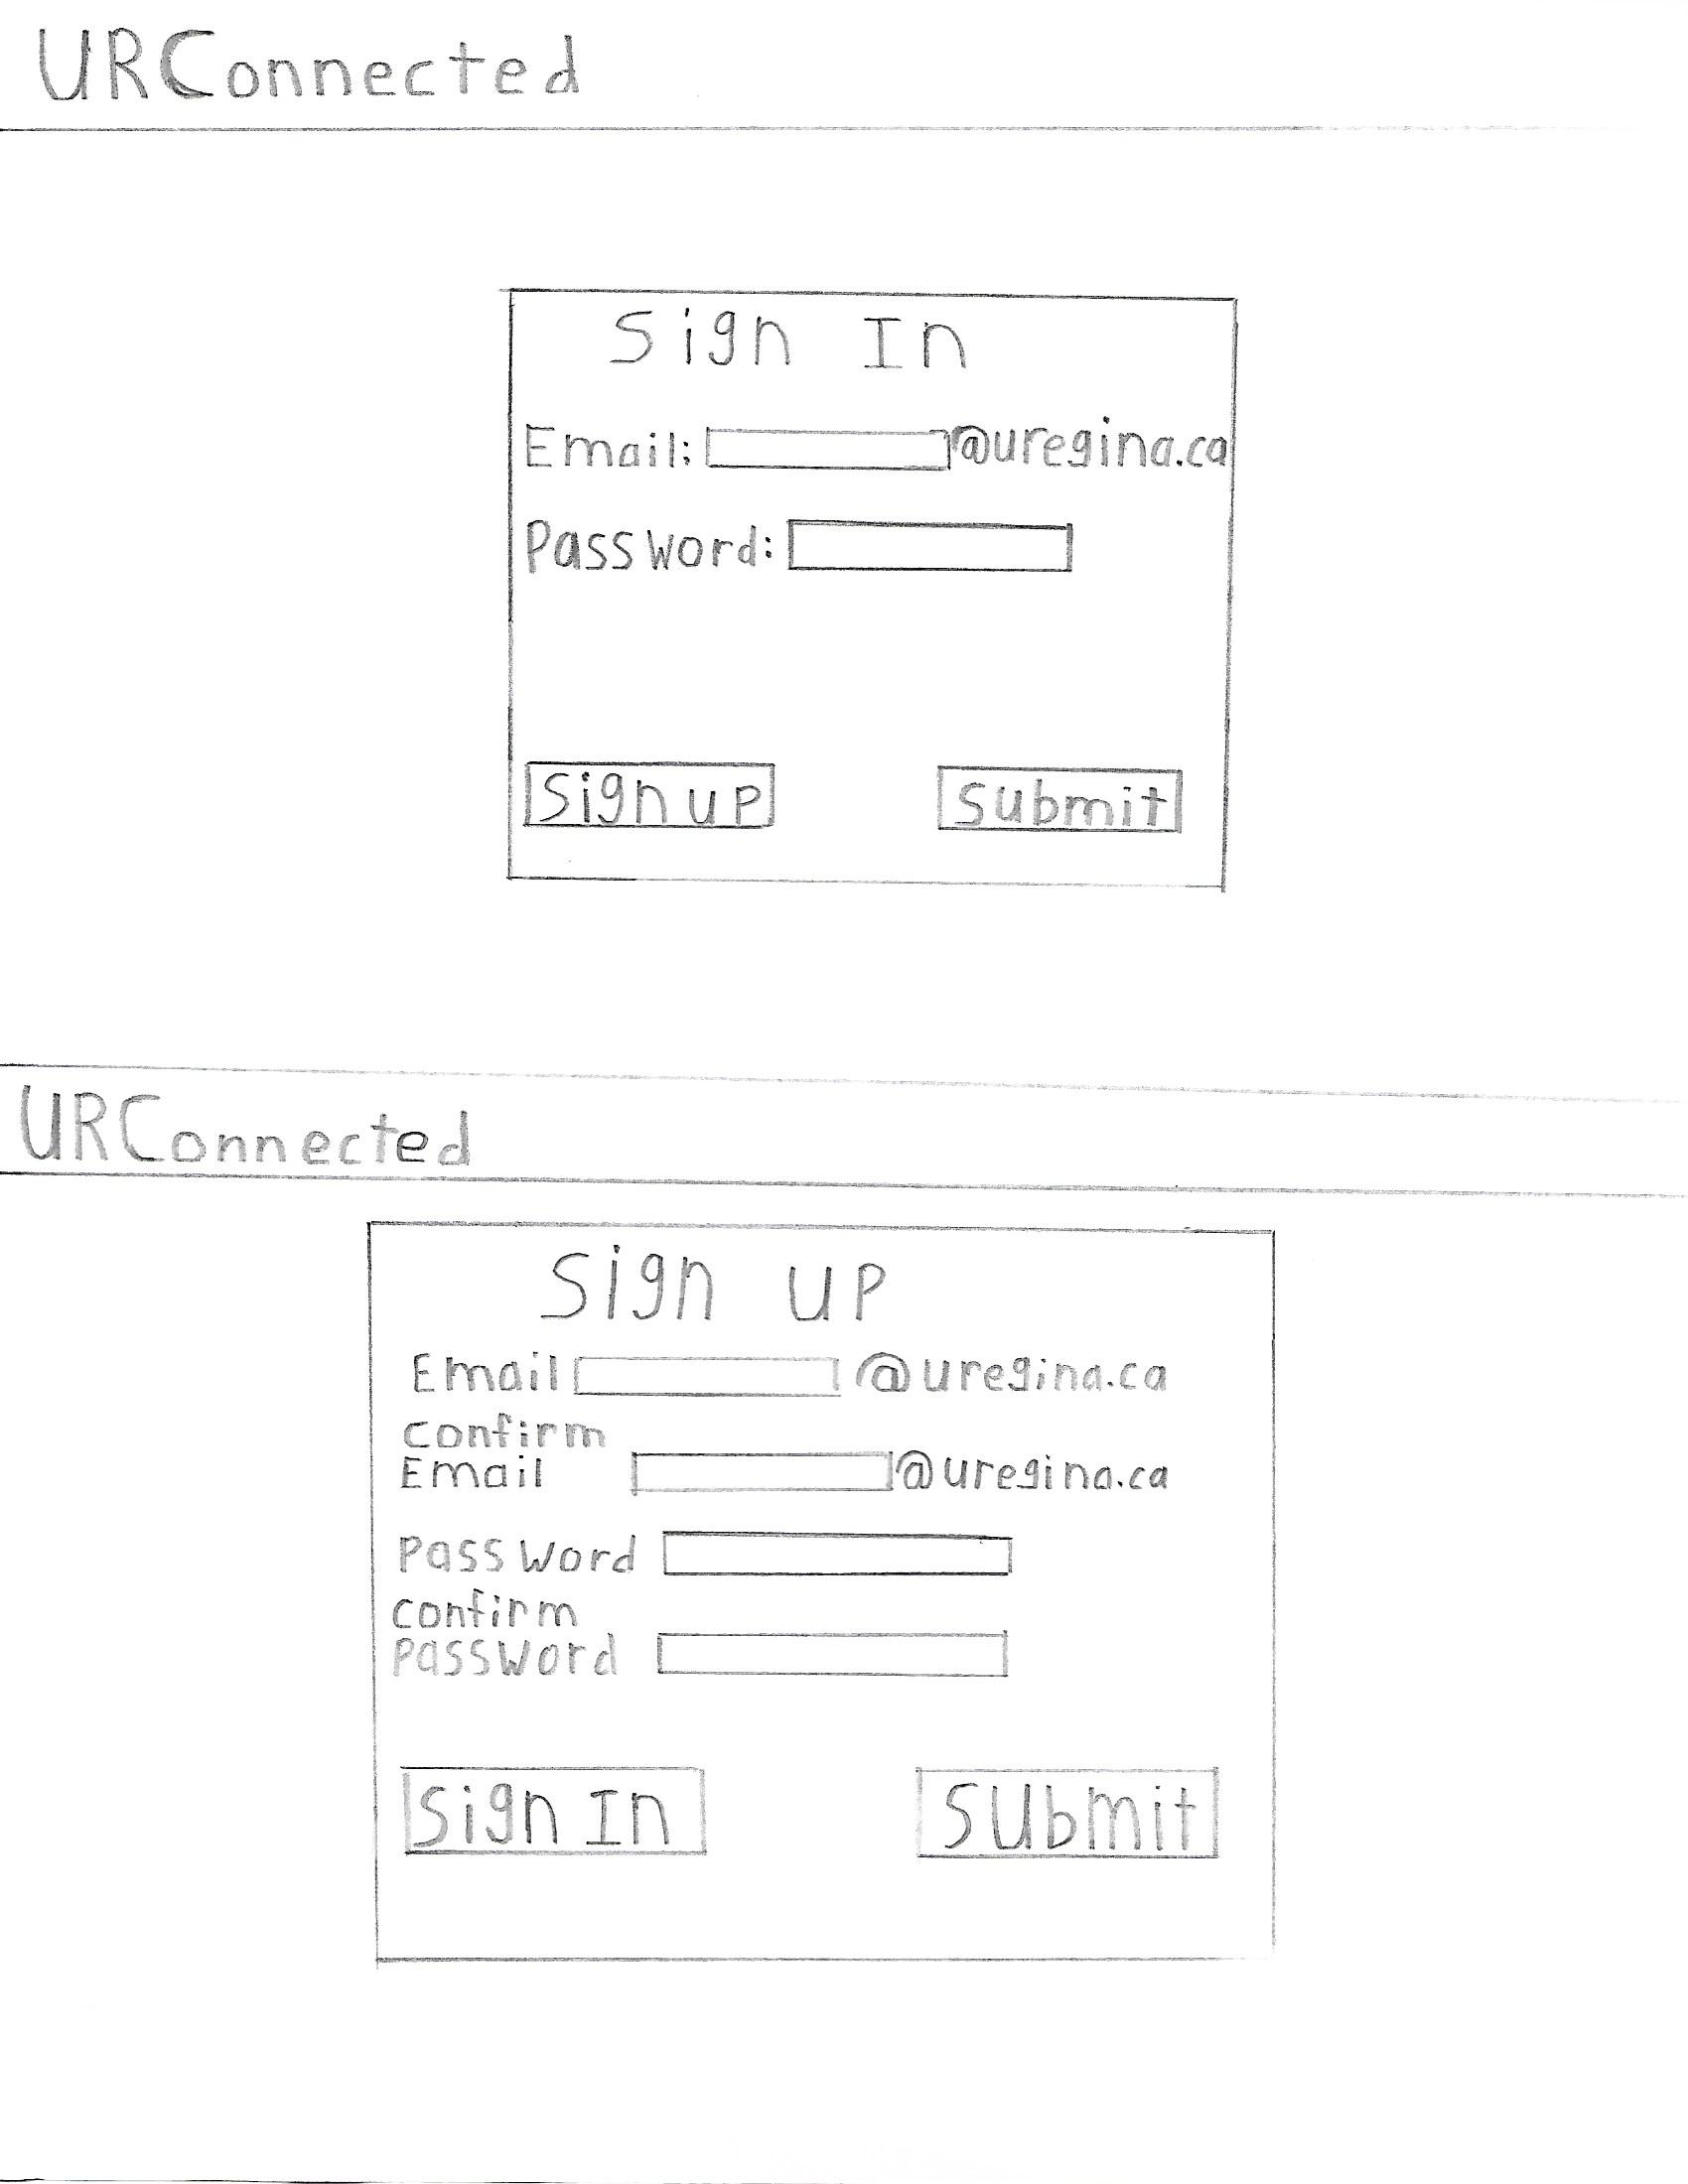 URConnected
Sign In
Email: @uregina.ca
Password:
Sign up Submit
URConnected
Sign up
Email @uregina.ca
confirm
Email @uregina.ca
Password
confirm
Password
Sign In Submit